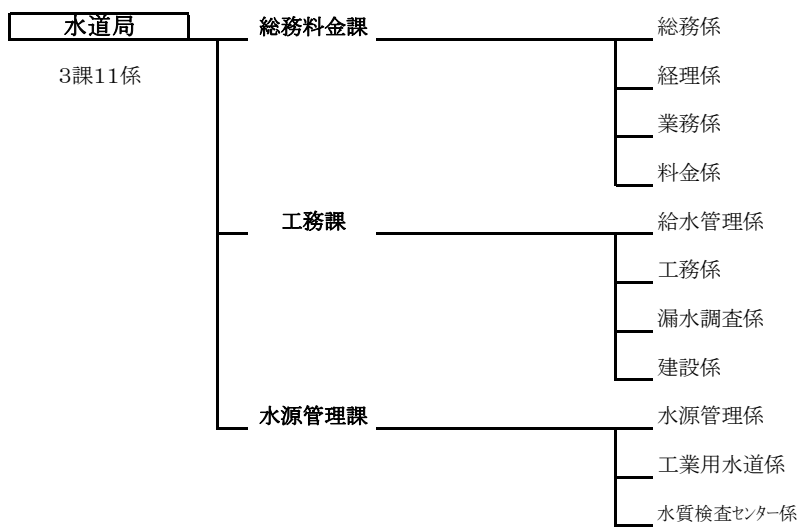 水道局
総務料金課
総務係
3課11係
経理係
業務係
料金係
工務課
給水管理係
工務係
漏水調査係
建設係
水源管理課
水源管理係
工業用水道係
水質検査ｾﾝﾀｰ係